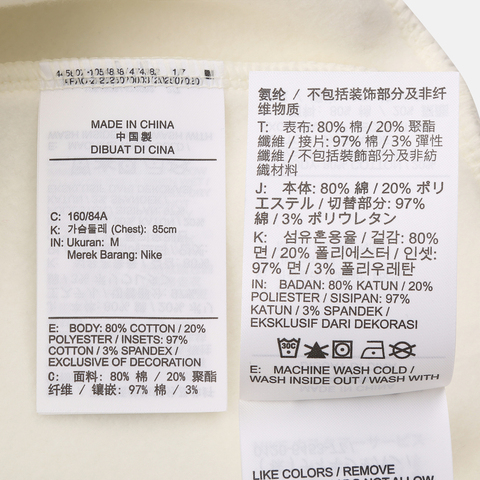 MADE IN CHINA
中国製
DIBUAT DI CINA
C: 160/84A
K: 가슴둘레 (Chest): 85cm
IN: Ukuran: M
Merek Barang: Nike
E: BODY: 80% COTTON / 20%
POLYESTER / INSETS: 97%
COTTON / 3% SPANDEX /
EXCLUSIVE OF DECORATION
C: 面料: 80% 棉 / 20% 聚酯
纤维 / 镶嵌: 97% 棉 / 3%
氨纶 / 不包括装饰部分及非纤
维物质
T: 表布: 80% 棉 / 20% 聚酯
纖維 / 接片: 97% 棉 / 3% 彈性
纖維 / 不包括裝飾部分及非紡
織材料
J: 本体: 80% 綿 / 20% ポリ
エステル / 切替部分: 97%
綿 / 3% ポリウレタン
K: 섬유혼용율 / 겉감: 80%
면 / 20% 폴리에스터 / 인셋:
97% 면 / 3% 폴리우레탄
IN: BADAN: 80% KATUN / 20%
POLIESTER / SISIPAN: 97%
KATUN / 3% SPANDEK /
EKSKLUSIF DARI DEKORASI
30C
E: MACHINE WASH COLD /
WASH INSIDE OUT / WASH WITH
LIKE COLORS / REMOVE